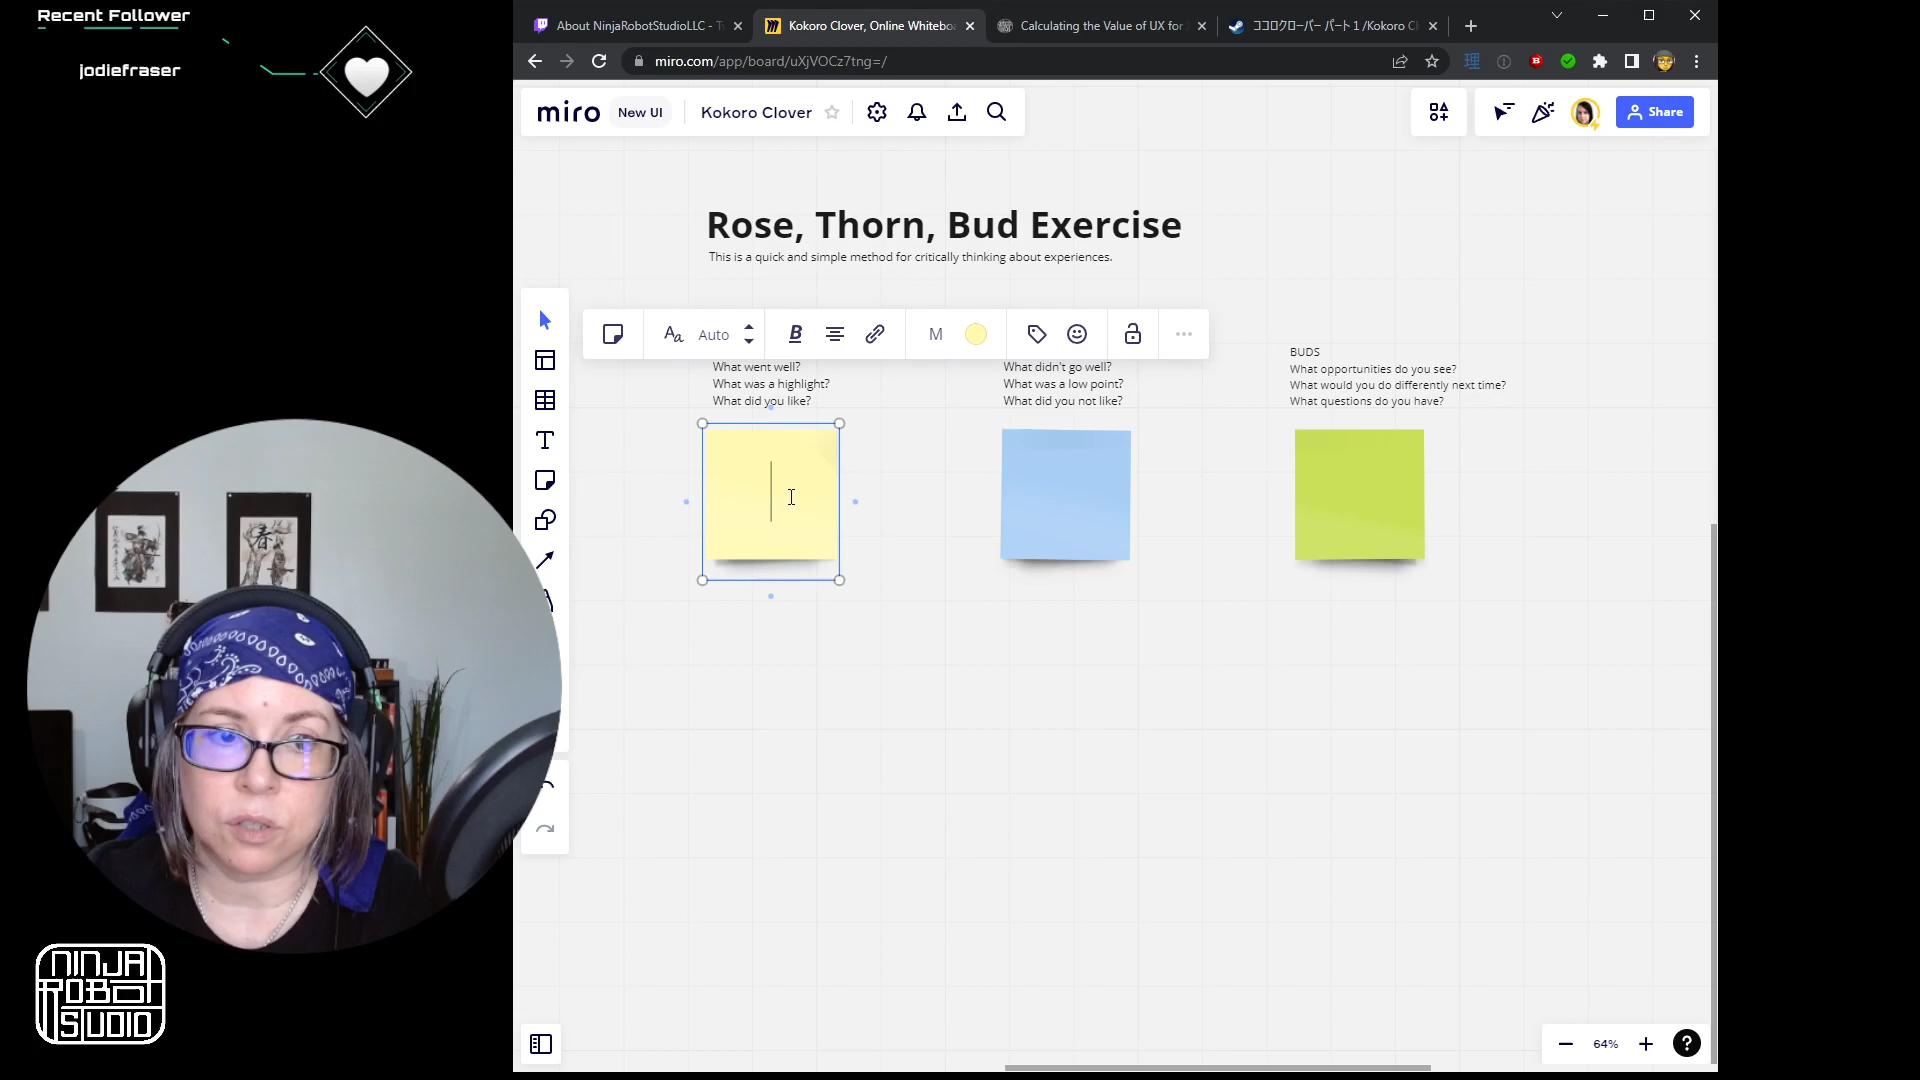 Recent Follower
jodiefraser
About NinjaRobotStudioLLC - Tw
Kokoro Clover, Online Whiteboa
Calculating the Value of UX for
ココロクローバー パート1 /Kokoro Cl
miro.com/app/board/uXjVOCz7tng=/
miro
New UI
Kokoro Clover
Share
Rose, Thorn, Bud Exercise
This is a quick and simple method for critically thinking about experiences.
Auto
B
M
What went well?
What was a highlight?
What did you like?
What didn't go well?
What was a low point?
What did you not like?
BUDS
What opportunities do you see?
What would you do differently next time?
What questions do you have?
春
NINJA
ROBOT
STUDIO
64%